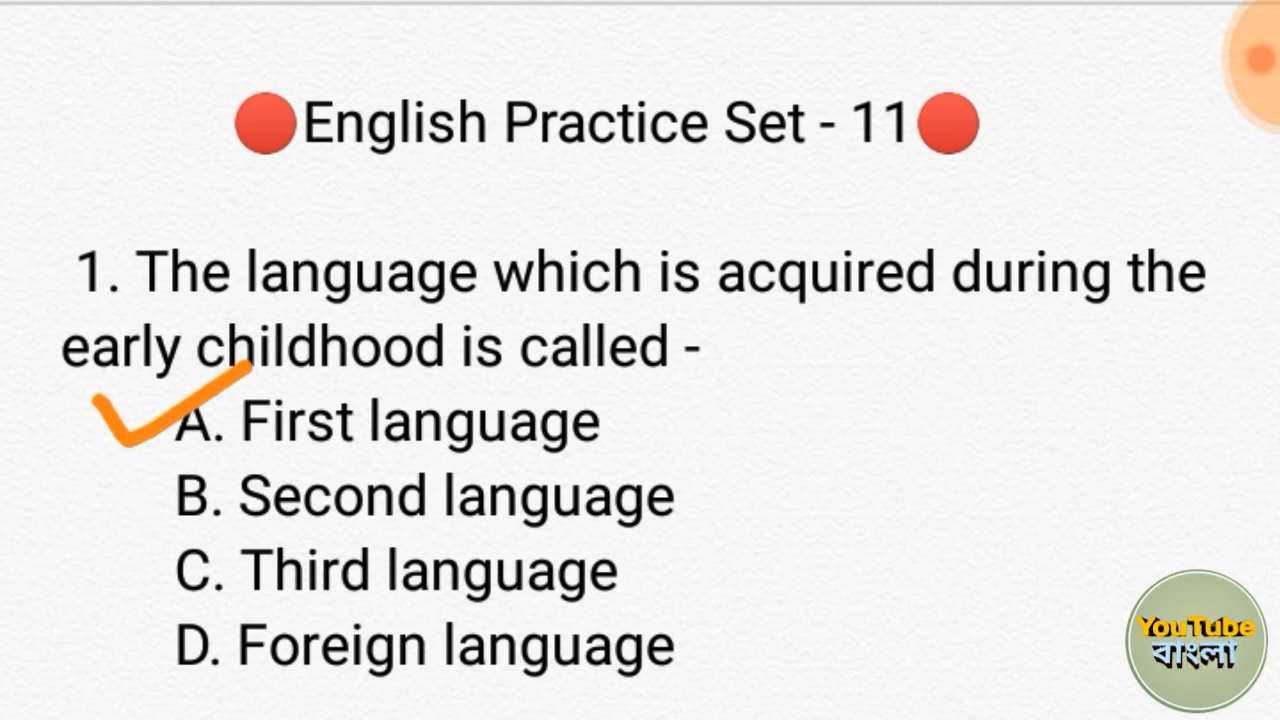 🔴English Practice Set - 11🔴
1. The language which is acquired during the
early childhood is called -
A. First language
B. Second language
C. Third language
D. Foreign language
YouTube
বাংলা